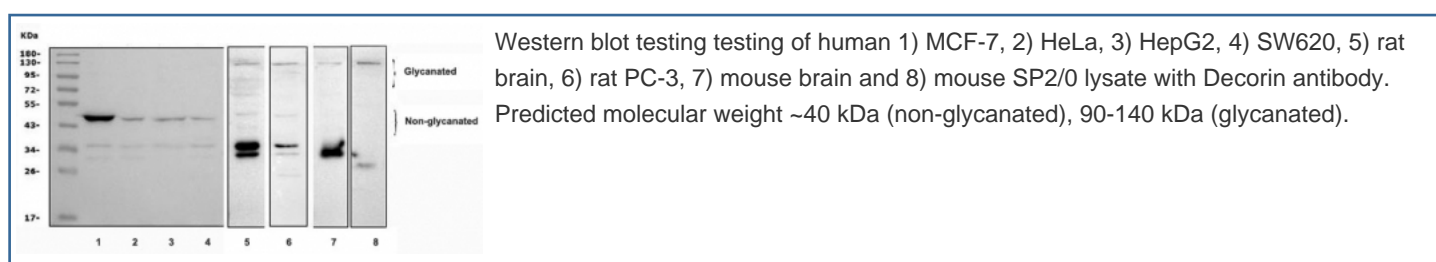 KDa
180-
130-
95-
72-
55-
43-
34-
26-
17-
Glycanated
Non-glycanated
1 2 3 4 5 6 7 8
Western blot testing testing of human 1) MCF-7, 2) HeLa, 3) HepG2, 4) SW620, 5) rat
brain, 6) rat PC-3, 7) mouse brain and 8) mouse SP2/0 lysate with Decorin antibody.
Predicted molecular weight ~40 kDa (non-glycanated), 90-140 kDa (glycanated).